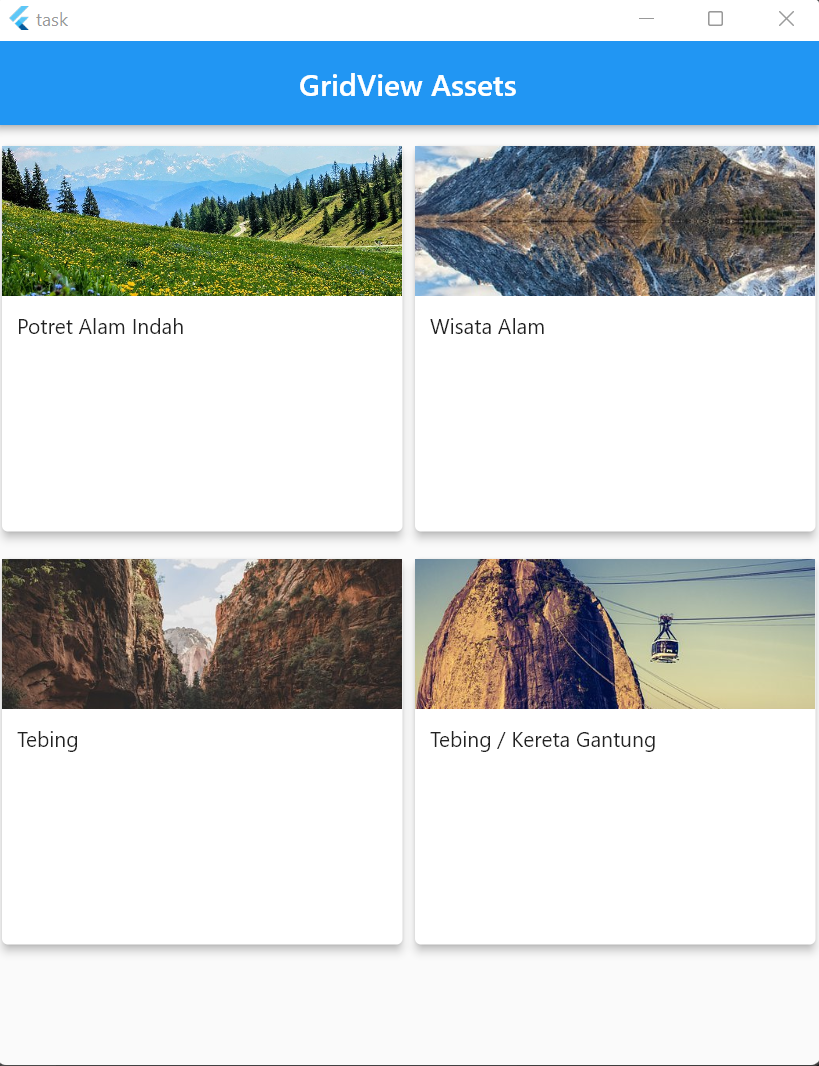 task
GridView Assets
Potret Alam Indah
Wisata Alam
Tebing
Tebing / Kereta Gantung